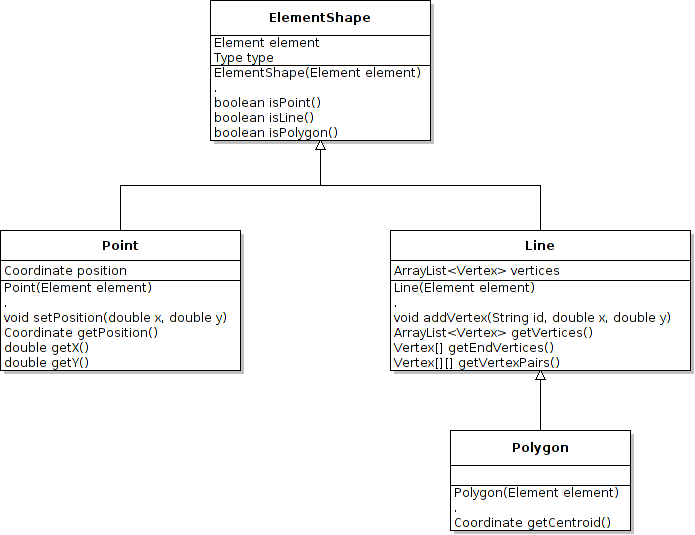 ElementShape
Element element
Type type
ElementShape(Element element)
.
boolean isPoint()
boolean isLine()
boolean isPolygon()
Point
Coordinate position
Point(Element element)
.
void setPosition(double x, double y)
Coordinate getPosition()
double getX()
double getY()
Line
ArrayList<Vertex> vertices
Line(Element element)
.
void addVertex(String id, double x, double y)
ArrayList<Vertex> getVertices()
Vertex[] getEndVertices()
Vertex[][] getVertexPairs()
Polygon
Polygon(Element element)
.
Coordinate getCentroid()